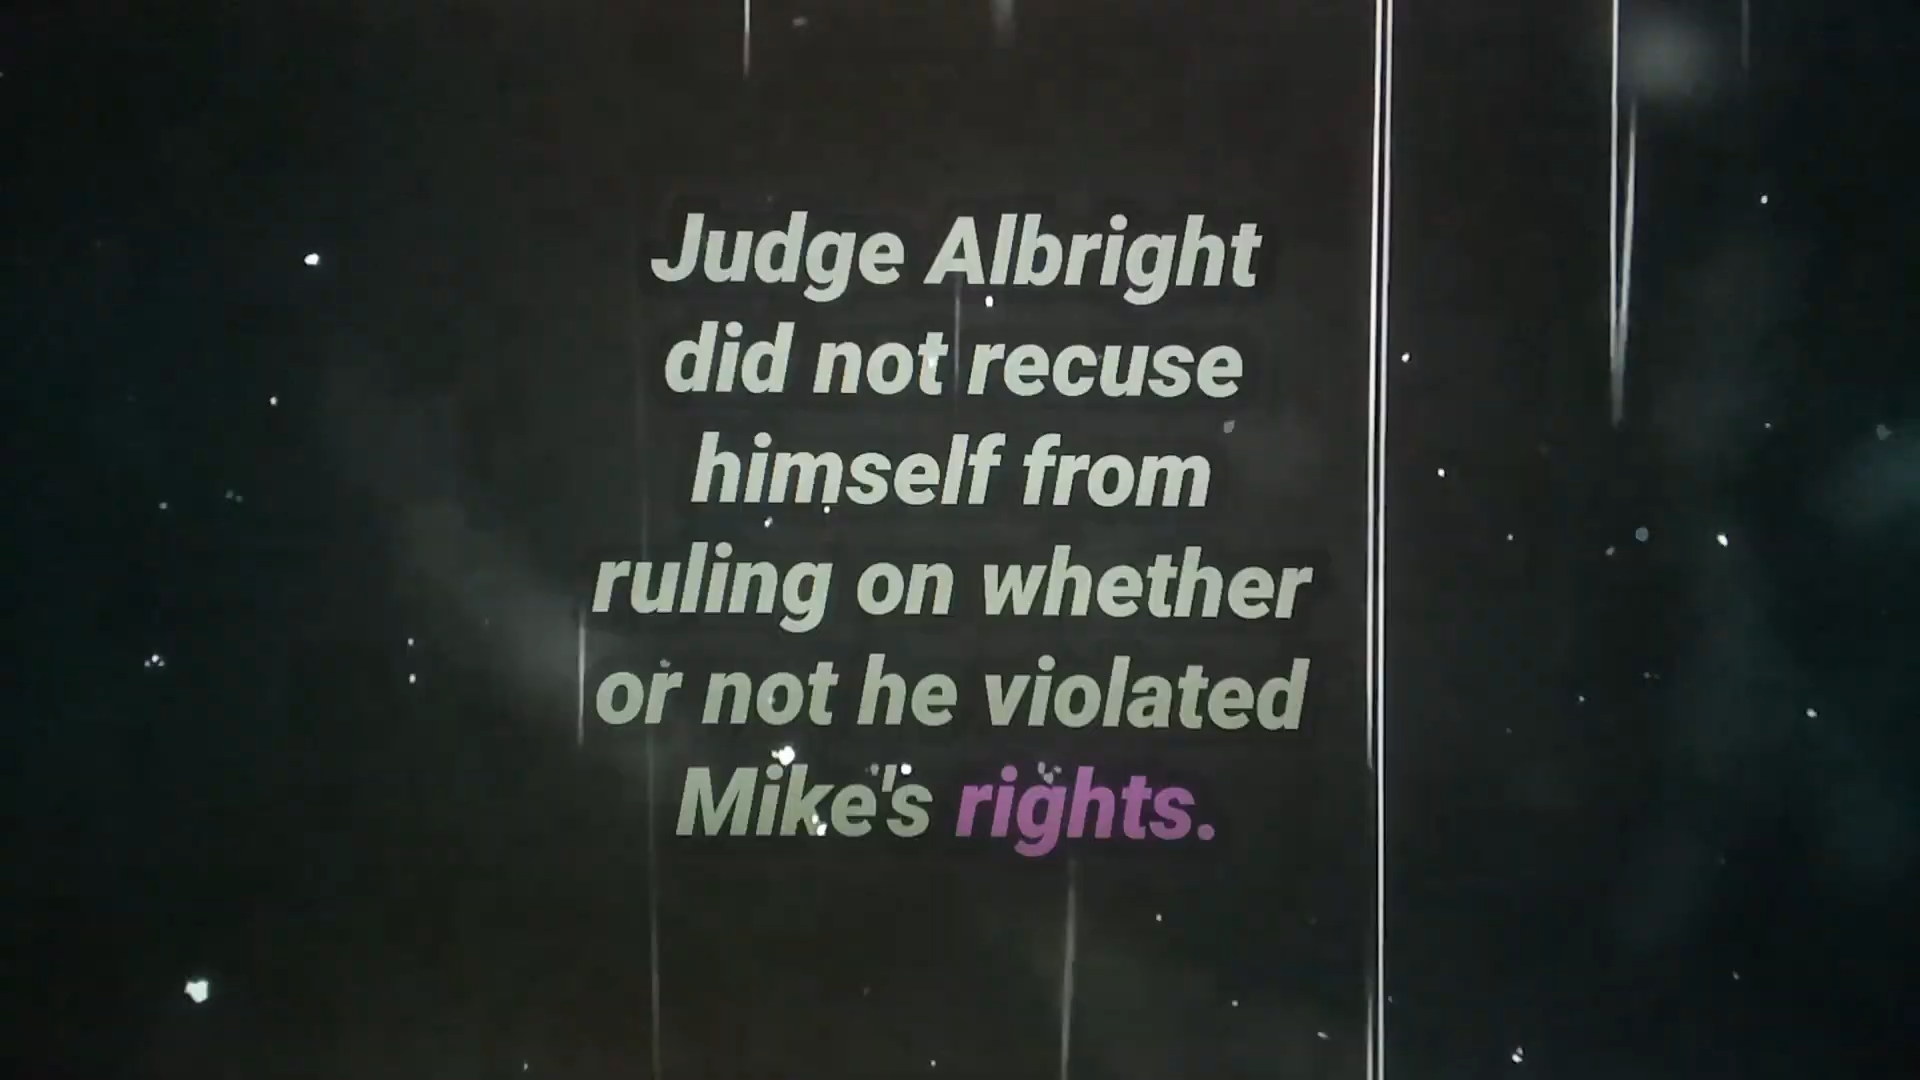 Judge Albright
did not recuse
himself from
ruling on whether
or not he violated
Mike's rights.